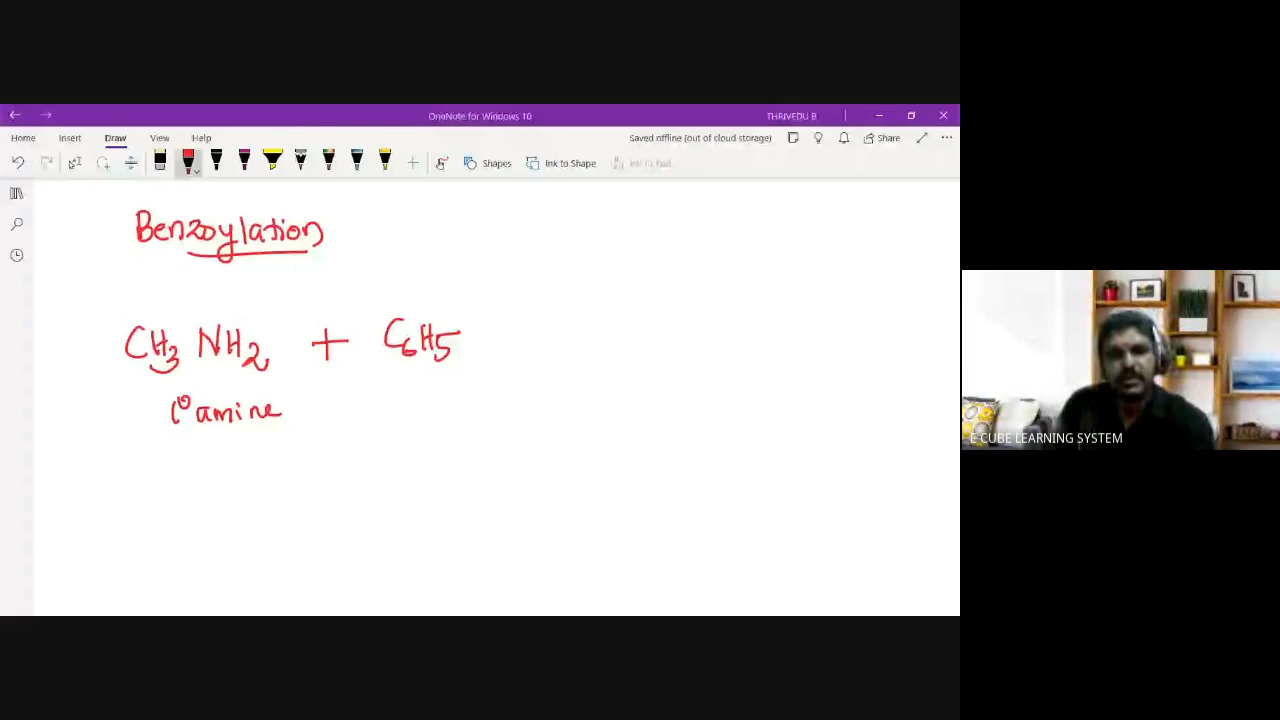 OneNote for Windows 10
THRIVEDU B
Home Insert Draw View Help
Saved offline (out of cloud storage)
Share
Shapes
Ink to Shape
Benzoylation
CH3 NH2 + C6H5
1° amine
E CUBE LEARNING SYSTEM